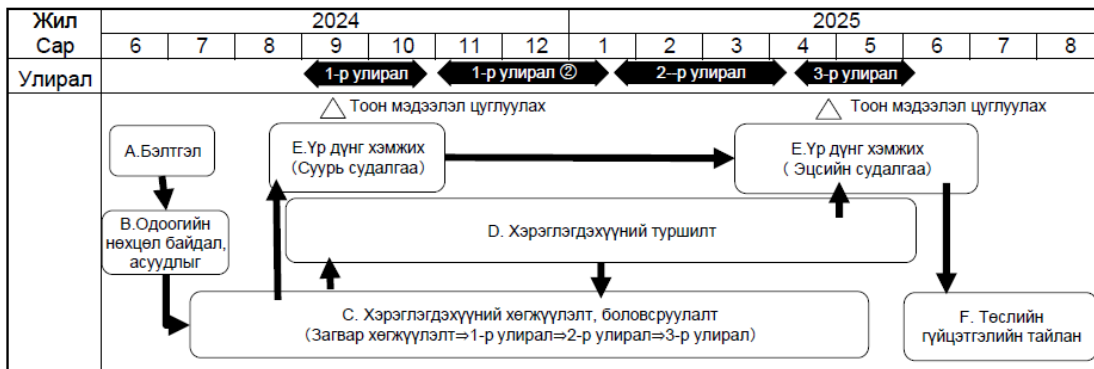 Жил 2024 2025
Сар 6 7 8 9 10 11 12 1 2 3 4 5 6 7 8
Улирал 1-р улирал 1-р улирал ② 2--р улирал 3-р улирал
△ Тоон мэдээлэл цуглуулах △ Тоон мэдээлэл цуглуулах
А.Бэлтгэл
Е.Үр дүнг хэмжих
(Суурь судалгаа)
Е.Үр дүнг хэмжих
( Эцсийн судалгаа)
В.Одоогийн
нөхцөл байдал,
асуудлыг
D. Хэрэглэгдэхүүний туршилт
С. Хэрэглэгдэхүүний хөгжүүлэлт, боловсруулалт
(Загвар хөгжүүлэлт⇒1-р улирал⇒2-р улирал⇒3-р улирал)
F. Төслийн
гүйцэтгэлийн тайлан